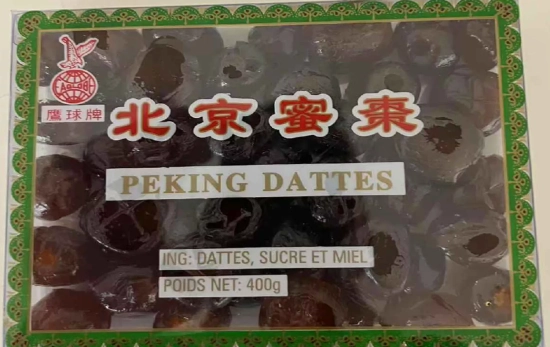 鷹球牌
北京蜜棗
PEKING DATTES
ING: DATTES, SUCRE ET MIEL
POIDS NET: 400g